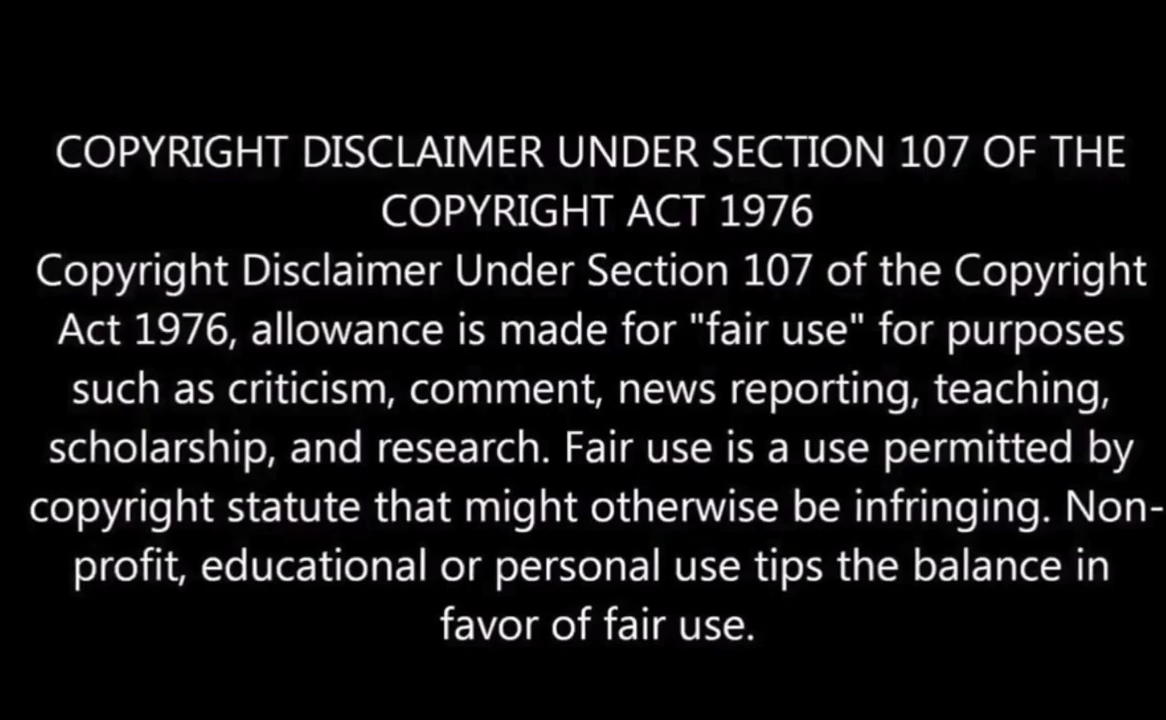 COPYRIGHT DISCLAIMER UNDER SECTION 107 OF THE
COPYRIGHT ACT 1976
Copyright Disclaimer Under Section 107 of the Copyright
Act 1976, allowance is made for "fair use" for purposes
such as criticism, comment, news reporting, teaching,
scholarship, and research. Fair use is a use permitted by
copyright statute that might otherwise be infringing. Non-
profit, educational or personal use tips the balance in
favor of fair use.